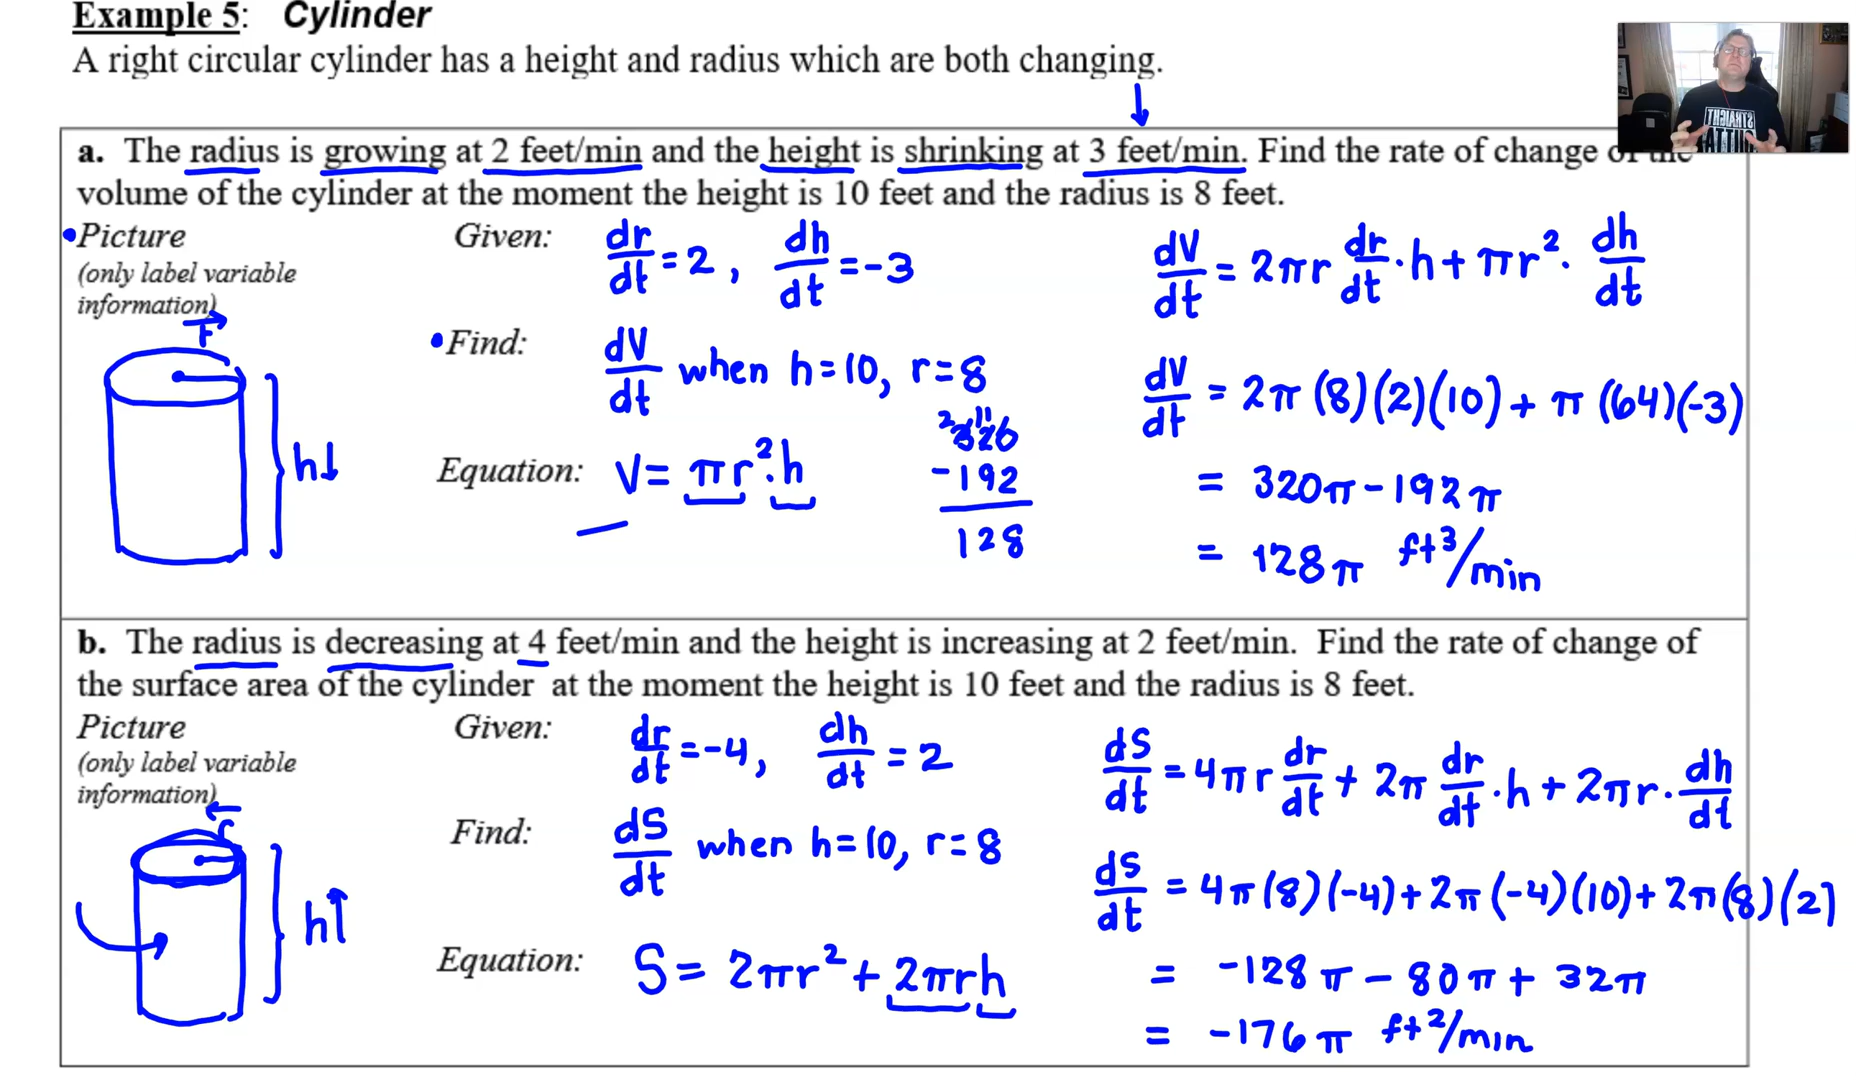 Example 5: Cylinder
A right circular cylinder has a height and radius which are both changing.
a. The radius is growing at 2 feet/min and the height is shrinking at 3 feet/min. Find the rate of change of the
volume of the cylinder at the moment the height is 10 feet and the radius is 8 feet.
Picture
(only label variable
information)
r
h↓
Given: dr/dt = 2, dh/dt = -3
Find: dV/dt when h=10, r=8
Equation: V = πr²·h
2 11
326
-192
128
dV/dt = 2πr dr/dt · h + πr² · dh/dt
dV/dt = 2π(8)(2)(10) + π(64)(-3)
= 320π - 192π
= 128π ft³/min
b. The radius is decreasing at 4 feet/min and the height is increasing at 2 feet/min. Find the rate of change of
the surface area of the cylinder at the moment the height is 10 feet and the radius is 8 feet.
Picture
(only label variable
information)
r
h↑
Given: dr/dt = -4, dh/dt = 2
Find: dS/dt when h=10, r=8
Equation: S = 2πr² + 2πrh
dS/dt = 4πr dr/dt + 2π dr/dt · h + 2πr · dh/dt
dS/dt = 4π(8)(-4) + 2π(-4)(10) + 2π(8)(2)
= -128π - 80π + 32π
= -176π ft²/min